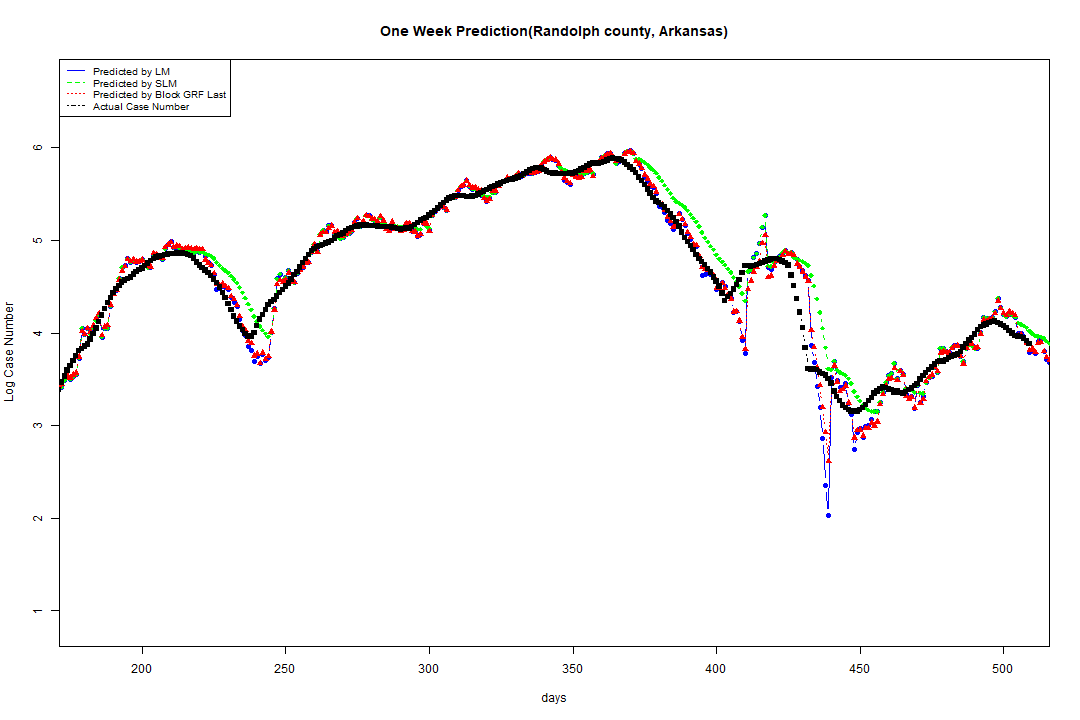 One Week Prediction(Randolph county, Arkansas)
Predicted by LM
Predicted by SLM
Predicted by Block GRF Last
Actual Case Number
Log Case Number
6
5
4
3
2
1
200 250 300 350 400 450 500
days